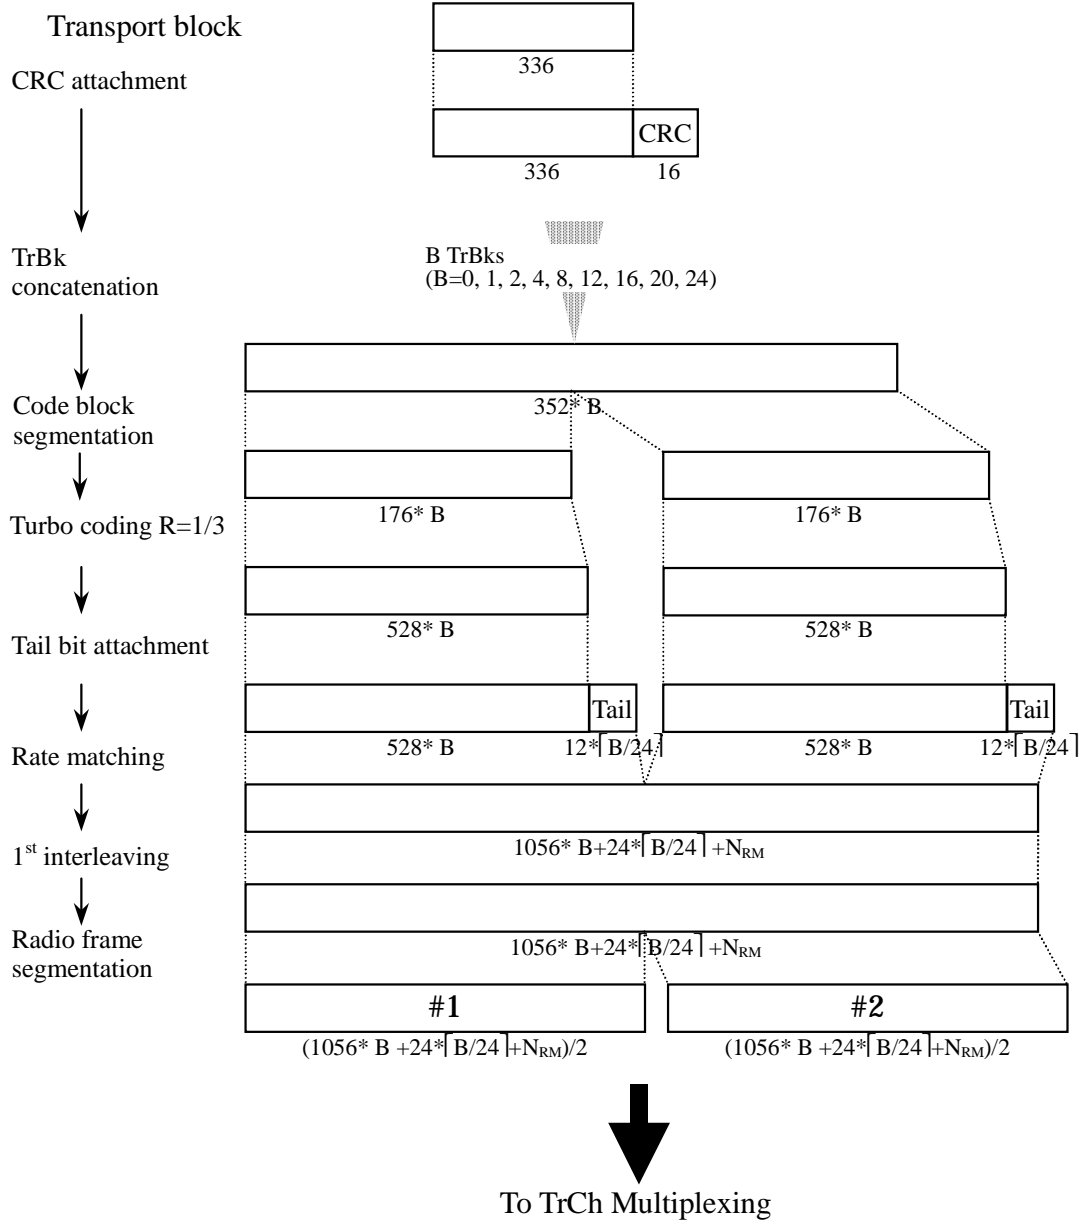 Transport block
336
CRC attachment
CRC
336 16
TrBk
concatenation
B TrBks
(B=0, 1, 2, 4, 8, 12, 16, 20, 24)
352* B
Code block
segmentation
176* B 176* B
Turbo coding R=1/3
528* B 528* B
Tail bit attachment
Tail Tail
528* B 12*⌈B/24⌉ 528* B 12*⌈B/24⌉
Rate matching
1056* B+24*⌈B/24⌉ +NRM
1st interleaving
1056* B+24*⌈B/24⌉ +NRM
Radio frame
segmentation
#1 #2
(1056* B +24*⌈B/24⌉+NRM)/2 (1056* B +24*⌈B/24⌉+NRM)/2
To TrCh Multiplexing